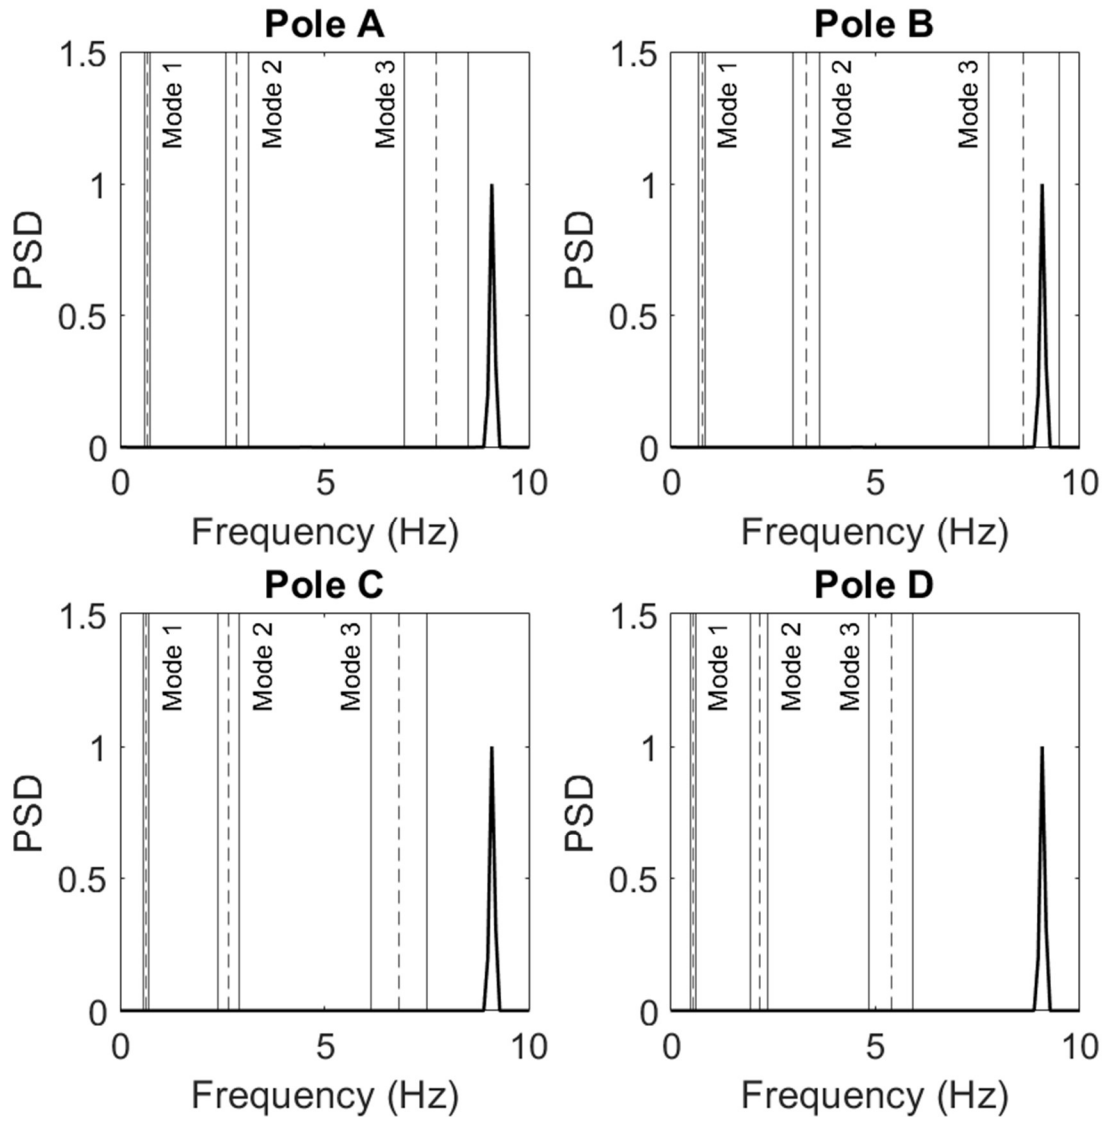 Pole A
1.5
1
0.5
0
PSD
Mode 1
Mode 2
Mode 3
0 5 10
Frequency (Hz)
Pole B
1.5
1
0.5
0
PSD
Mode 1
Mode 2
Mode 3
0 5 10
Frequency (Hz)
Pole C
1.5
1
0.5
0
PSD
Mode 1
Mode 2
Mode 3
0 5 10
Frequency (Hz)
Pole D
1.5
1
0.5
0
PSD
Mode 1
Mode 2
Mode 3
0 5 10
Frequency (Hz)